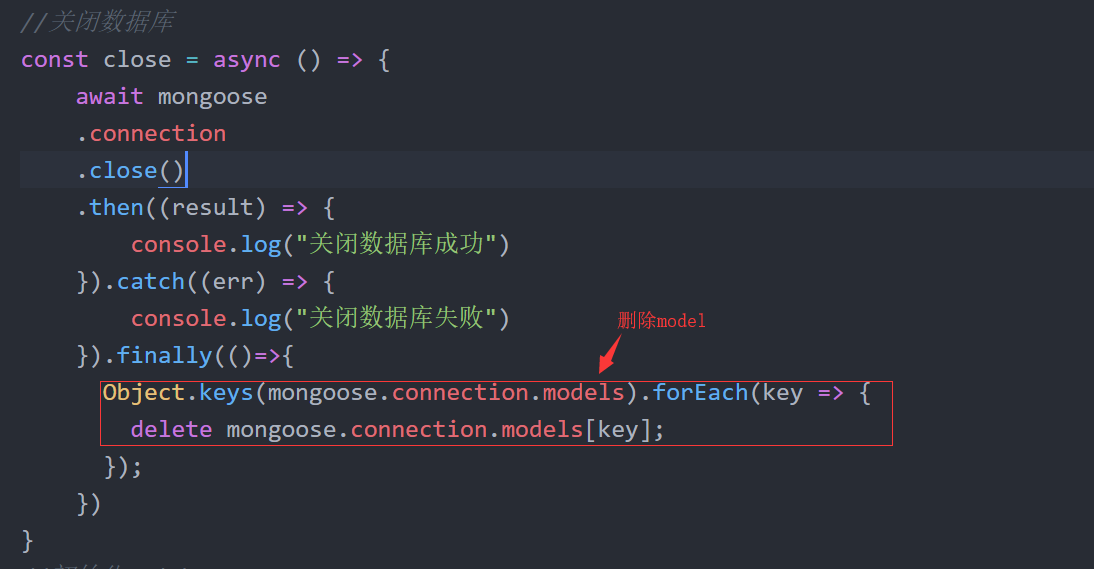 //关闭数据库
const close = async () => {
await mongoose
.connection
.close()
.then((result) => {
console.log("关闭数据库成功")
}).catch((err) => {
console.log("关闭数据库失败")
删除model
}).finally(()=>{
Object.keys(mongoose.connection.models).forEach(key => {
delete mongoose.connection.models[key];
});
})
}